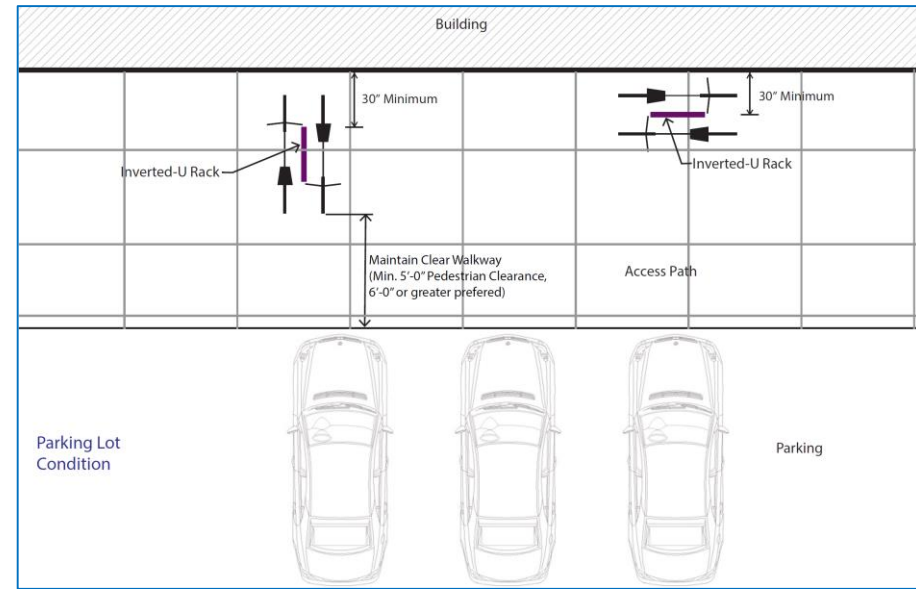 Building
30" Minimum
30" Minimum
Inverted-U Rack
Inverted-U Rack
Maintain Clear Walkway
(Min. 5'-0" Pedestrian Clearance,
6'-0" or greater prefered)
Access Path
Parking Lot
Condition
Parking